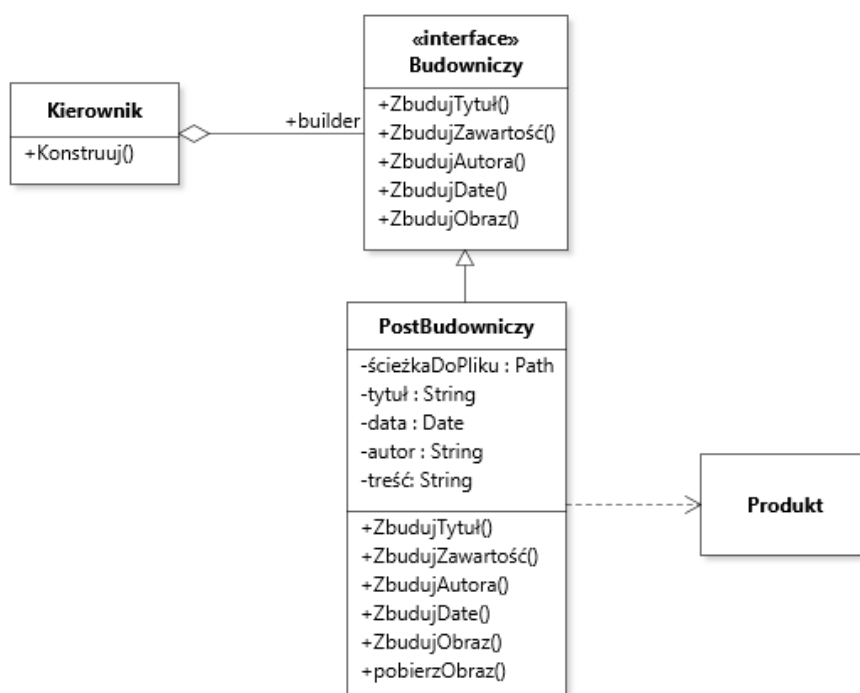 «interface»
Budowniczy
+ZbudujTytuł()
+ZbudujZawartość()
+ZbudujAutora()
+ZbudujDate()
+ZbudujObraz()
Kierownik
+Konstruuj()
+builder
PostBudowniczy
-ścieżkaDoPliku : Path
-tytuł : String
-data : Date
-autor : String
-treść: String
+ZbudujTytuł()
+ZbudujZawartość()
+ZbudujAutora()
+ZbudujDate()
+ZbudujObraz()
+pobierzObraz()
Produkt